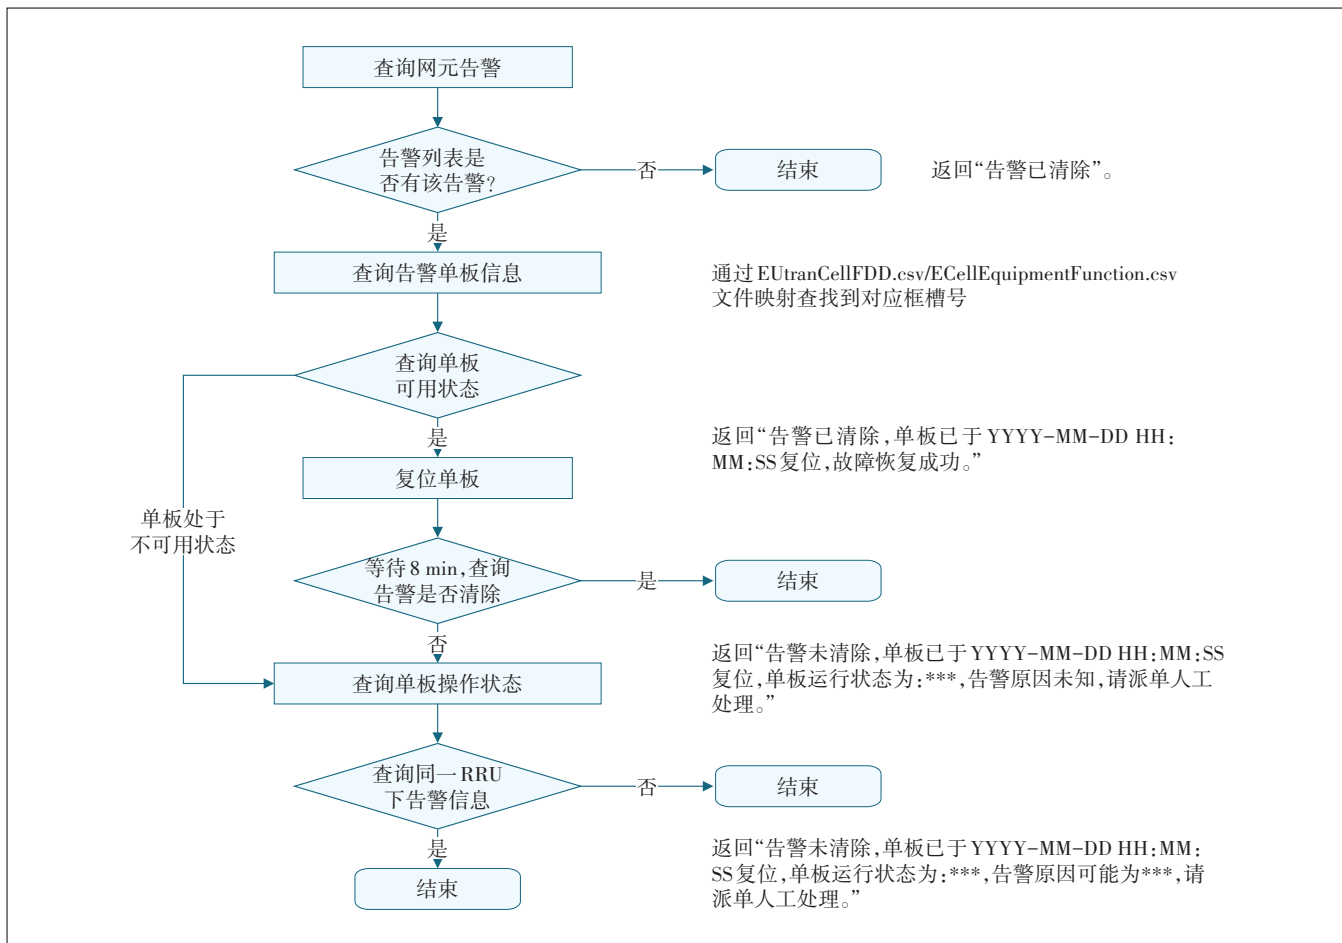 查询网元告警
告警列表是
否有该告警?
否
结束
返回“告警已清除”。
是
查询告警单板信息
通过EUtranCellFDD.csv/ECellEquipmentFunction.csv
文件映射查找到对应框槽号
查询单板
可用状态
是
返回“告警已清除,单板已于YYYY-MM-DD HH:
MM:SS复位,故障恢复成功。”
复位单板
单板处于
不可用状态
等待8 min,查询
告警是否清除
是
结束
否
查询单板操作状态
返回“告警未清除,单板已于YYYY-MM-DD HH:MM:SS
复位,单板运行状态为:***,告警原因未知,请派单人工
处理。”
查询同一RRU
下告警信息
否
结束
是
返回“告警未清除,单板已于YYYY-MM-DD HH:MM:
SS复位,单板运行状态为:***,告警原因可能为***,请
派单人工处理。”
结束